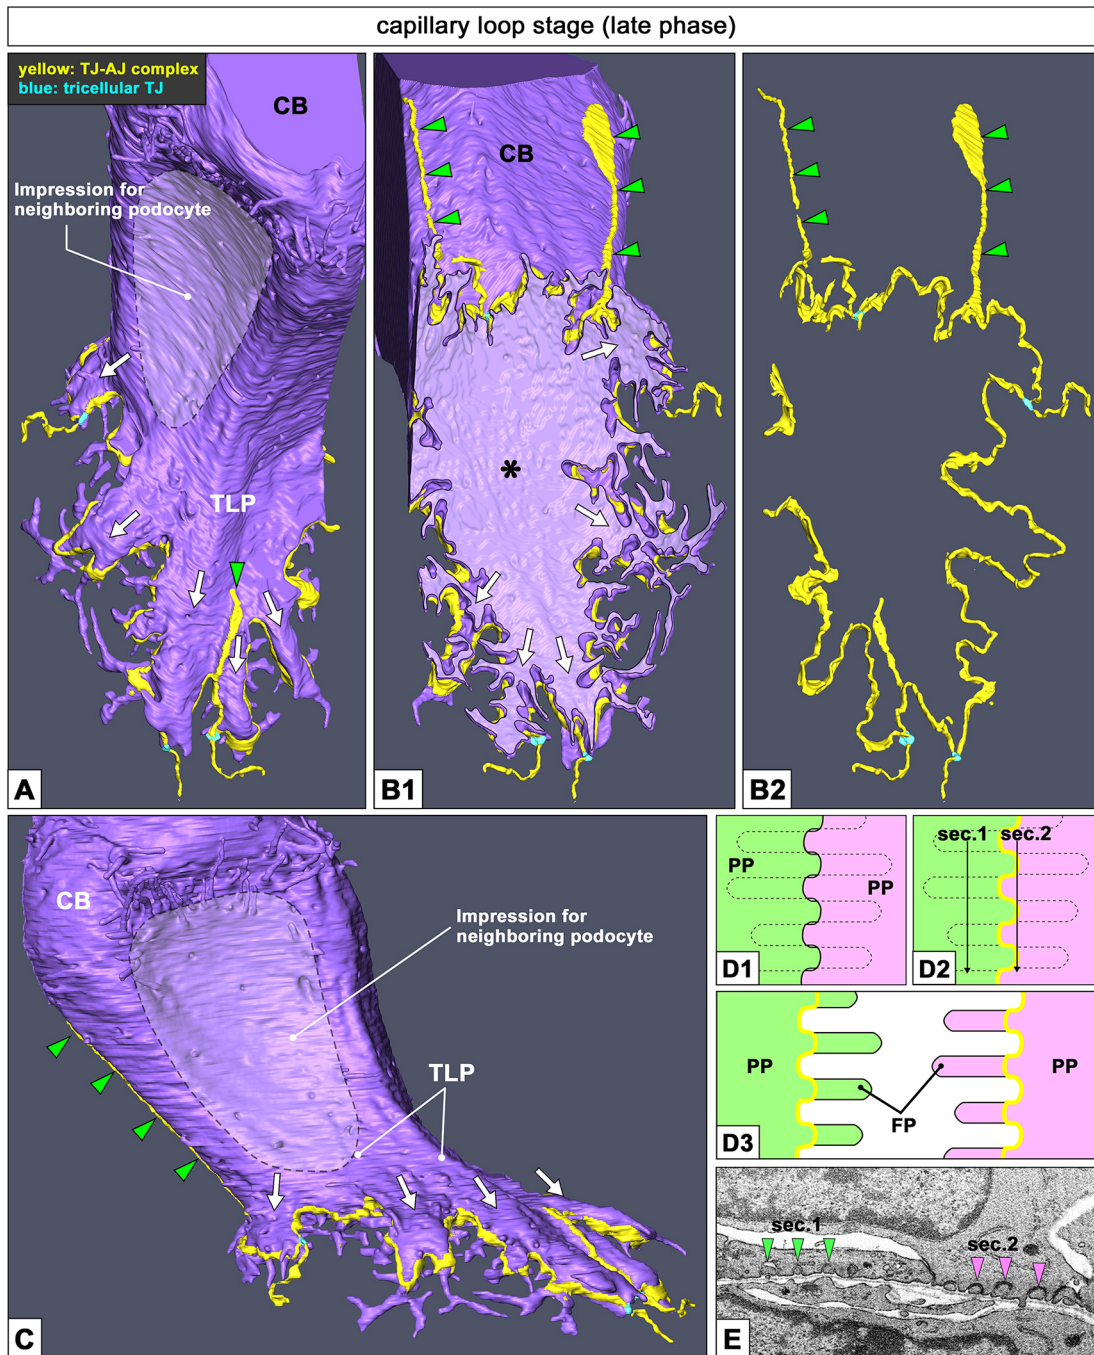 capillary loop stage (late phase)
yellow: TJ-AJ complex
blue: tricellular TJ
CB
Impression for
neighboring podocyte
TLP
A
CB
*
B1
B2
CB
Impression for
neighboring podocyte
TLP
C
PP
PP
D1
sec.1
sec.2
D2
PP
PP
FP
D3
sec.1
sec.2
E